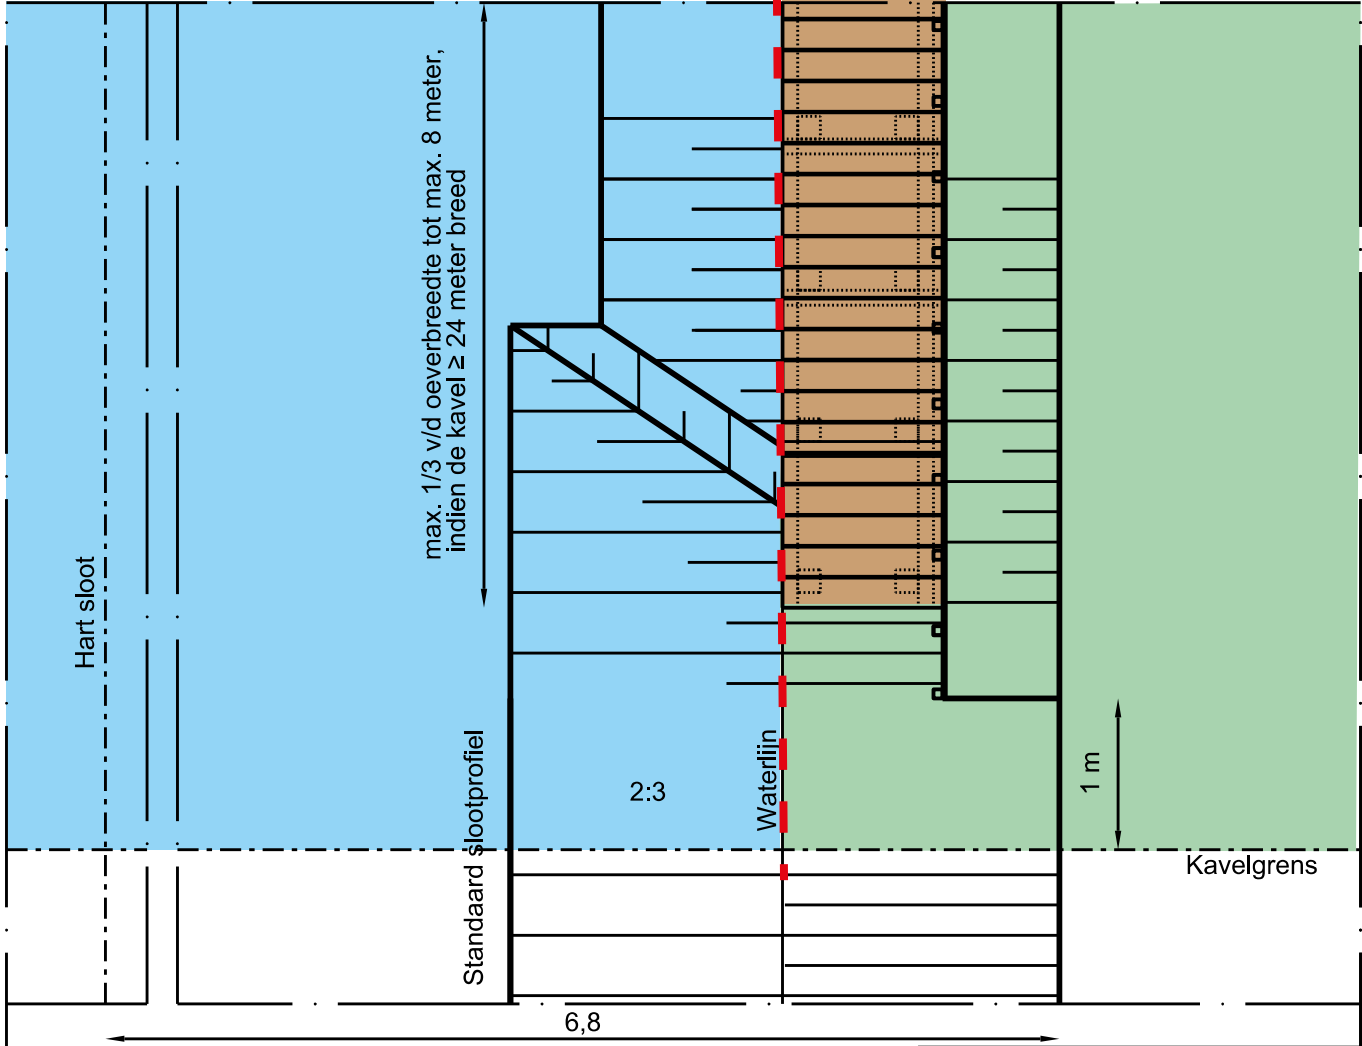 max. 1/3 v/d oeverbreedte tot max. 8 meter,
indien de kavel ≥ 24 meter breed
Hart sloot
Standaard slootprofiel
2:3
Waterlijn
1 m
Kavelgrens
6,8